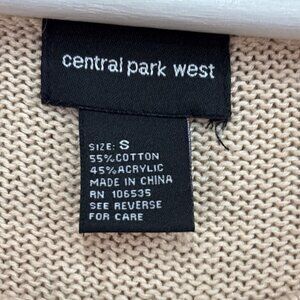 central park west
SIZE: S
55% COTTON
45% ACRYLIC
MADE IN CHINA
RN 106535
SEE REVERSE
FOR CARE